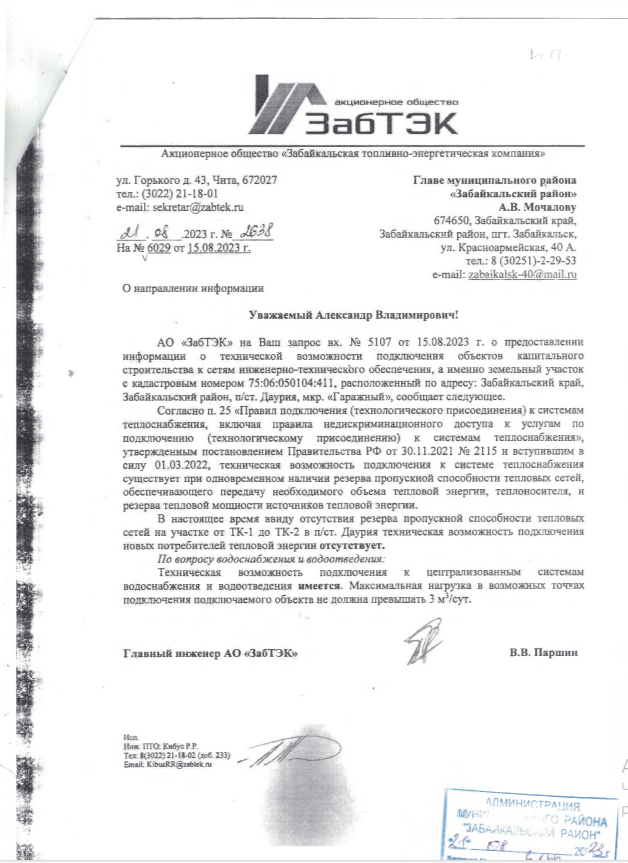 акционерное общество
ЗабТЭК
Акционерное общество «Забайкальская топливно-энергетическая компания»
ул. Горького д. 43, Чита, 672027
тел.: (3022) 21-18-01
e-mail: sekretar@zabtek.ru
21 . 08 .2023 г. № 2638
На № 6029 от 15.08.2023 г.
Главе муниципального района
«Забайкальский район»
А.В. Мочалову
674650, Забайкальский край,
Забайкальский район, пгт. Забайкальск,
ул. Красноармейская, 40 А.
тел.: 8 (30251)-2-29-53
e-mail: zabaikalsk-40@mail.ru
О направлении информации
Уважаемый Александр Владимирович!
АО «ЗабТЭК» на Ваш запрос вх. № 5107 от 15.08.2023 г. о предоставлении
информации о технической возможности подключения объектов капитального
строительства к сетям инженерно-технического обеспечения, а именно земельный участок
с кадастровым номером 75:06:050104:411, расположенный по адресу: Забайкальский край,
Забайкальский район, п/ст. Даурия, мкр. «Гаражный», сообщает следующее.
Согласно п. 25 «Правил подключения (технологического присоединения) к системам
теплоснабжения, включая правила недискриминационного доступа к услугам по
подключению (технологическому присоединению) к системам теплоснабжения»,
утвержденным постановлением Правительства РФ от 30.11.2021 № 2115 и вступившим в
силу 01.03.2022, техническая возможность подключения к системе теплоснабжения
существует при одновременном наличии резерва пропускной способности тепловых сетей,
обеспечивающего передачу необходимого объема тепловой энергии, теплоносителя, и
резерва тепловой мощности источников тепловой энергии.
В настоящее время ввиду отсутствия резерва пропускной способности тепловых
сетей на участке от ТК-1 до ТК-2 в п/ст. Даурия техническая возможность подключения
новых потребителей тепловой энергии отсутствует.
По вопросу водоснабжения и водоотведения:
Техническая возможность подключения к централизованным системам
водоснабжения и водоотведения имеется. Максимальная нагрузка в возможных точках
подключения подключаемого объекта не должна превышать 3 м³/сут.
Главный инженер АО «ЗабТЭК»
В.В. Паршин
Исп.
Инж. ПТО: Кибус Р.Р.
Тел: 8(3022) 21-18-02 (доб. 233)
Email: KibusRR@zabtek.ru
АДМИНИСТРАЦИЯ
РАЙОНА
"ЗАБАЙКАЛЬСКИЙ РАЙОН"
"21" 08 2023 г